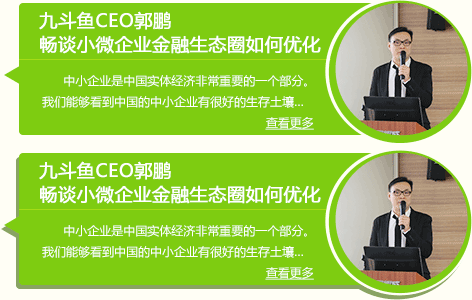 九斗鱼CEO郭鹏
畅谈小微企业金融生态圈如何优化
中小企业是中国实体经济非常重要的一个部分。
我们能够看到中国的中小企业有很好的生存土壤...
查看更多
九斗鱼CEO郭鹏
畅谈小微企业金融生态圈如何优化
中小企业是中国实体经济非常重要的一个部分。
我们能够看到中国的中小企业有很好的生存土壤...
查看更多